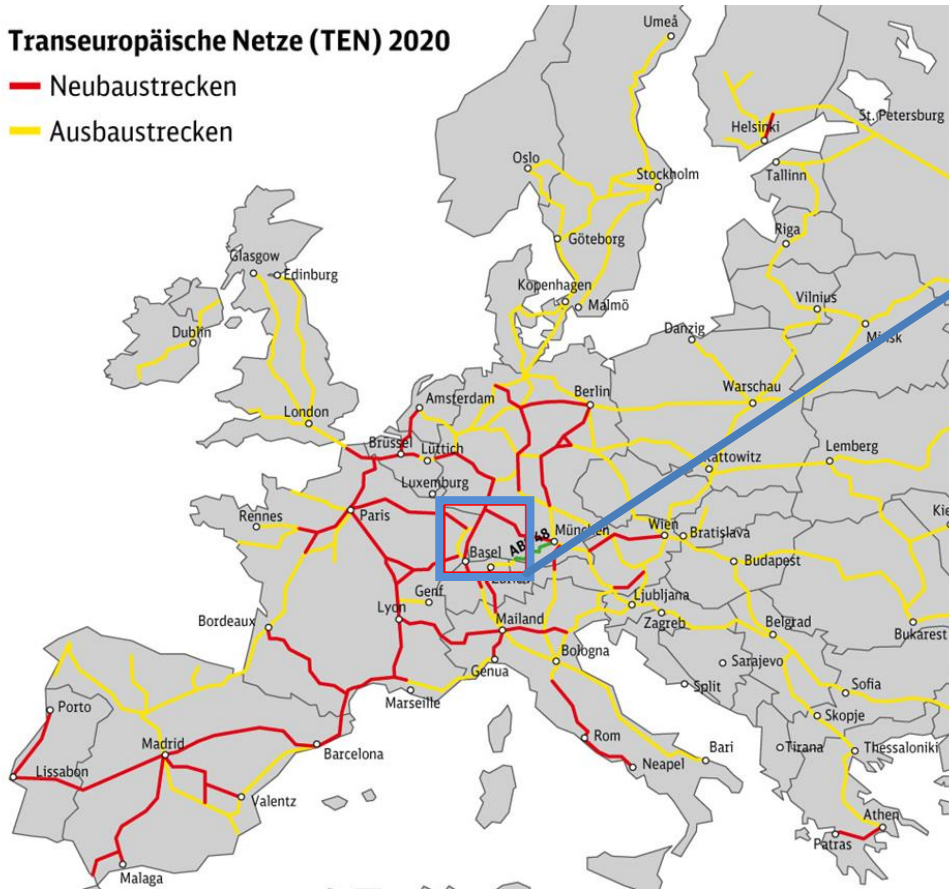 Transeuropäische Netze (TEN) 2020
Neubaustrecken
Ausbaustrecken
Umeå
Helsinki
St. Petersburg
Oslo
Stockholm
Tallinn
Göteborg
Riga
Glasgow
Edinburg
Kopenhagen
Malmö
Vilnius
Dublin
Danzig
Minsk
London
Amsterdam
Berlin
Warschau
Brüssel
Lüttich
Kattowitz
Lemberg
Luxemburg
Rennes
Paris
München
Wien
Bratislava
Basel
Budapest
Genf
Lyon
Ljubljana
Bordeaux
Mailand
Zagreb
Belgrad
Bukarest
Genua
Bologna
Sarajevo
Marseille
Split
Sofia
Porto
Skopje
Madrid
Barcelona
Rom
Bari
Tirana
Thessaloniki
Lissabon
Neapel
Valentz
Athen
Patras
Malaga